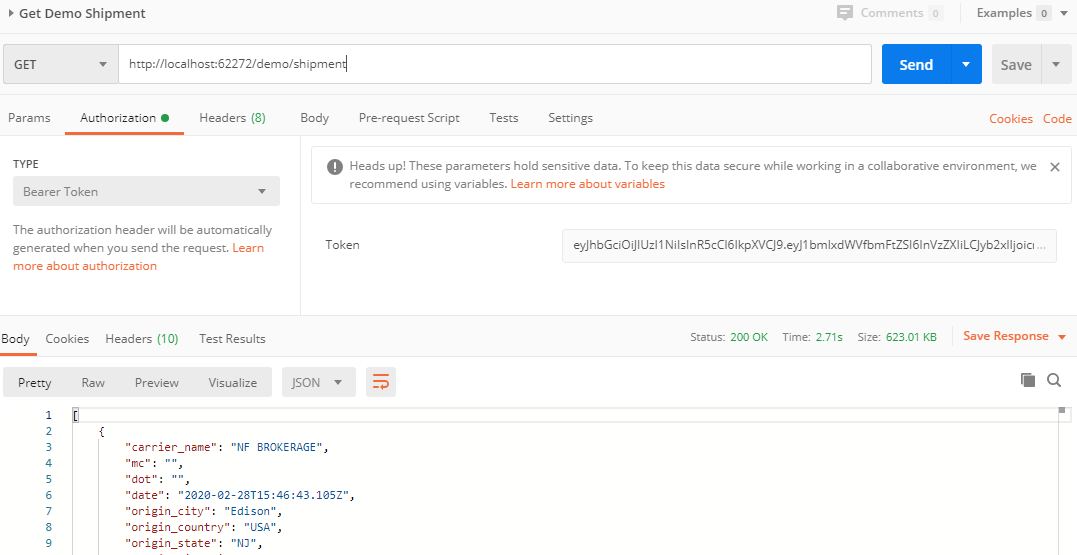 Get Demo Shipment
Comments 0
Examples 0
GET
http://localhost:62272/demo/shipment
Send
Save
Params
Authorization
Headers (8)
Body
Pre-request Script
Tests
Settings
Cookies
Code
TYPE
Bearer Token
The authorization header will be automatically
generated when you send the request. Learn
more about authorization
Heads up! These parameters hold sensitive data. To keep this data secure while working in a collaborative environment, we
recommend using variables. Learn more about variables
Token
Body
Cookies
Headers (10)
Test Results
Status: 200 OK
Time: 2.71s
Size: 623.01 KB
Save Response
Pretty
Raw
Preview
Visualize
JSON
1 [
2 {
3 "carrier_name": "NF BROKERAGE",
4 "mc": "",
5 "dot": "",
6 "date": "2020-02-28T15:46:43.105Z",
7 "origin_city": "Edison",
8 "origin_country": "USA",
9 "origin_state": "NJ",